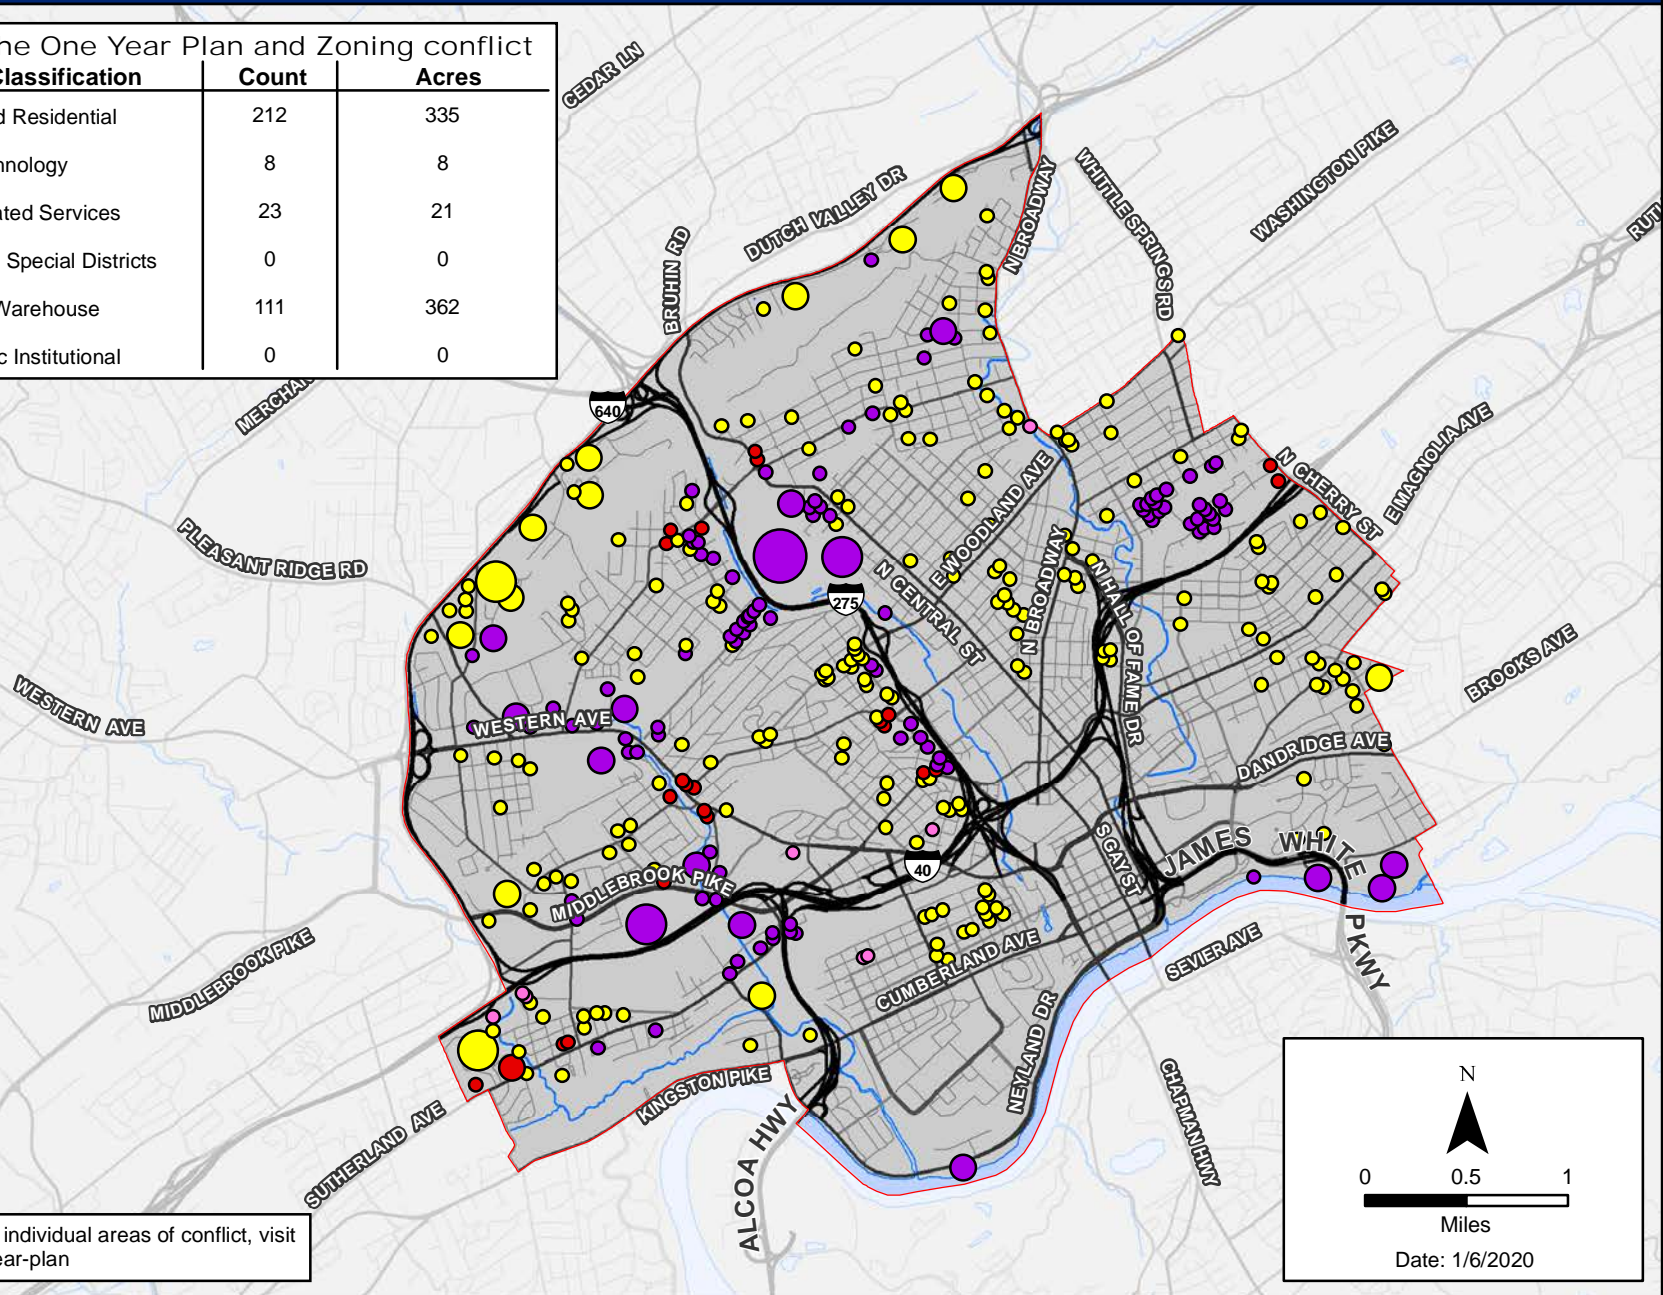 he One Year Plan and Zoning conflict
Classification Count Acres
d Residential 212 335
hnology 8 8
ated Services 23 21
Special Districts 0 0
Warehouse 111 362
c Institutional 0 0
CEDAR LN
DUTCH VALLEY DR
BRUHIN RD
N BROADWAY
WHITTLE SPRINGS RD
WASHINGTON PIKE
RUTL
MERCHAN
640
PLEASANT RIDGE RD
N CHERRY ST
E MAGNOLIA AVE
E WOODLAND AVE
N BROADWAY
N CENTRAL ST
275
N HALL OF FAME DR
BROOKS AVE
WESTERN AVE
WESTERN AVE
DANDRIDGE AVE
JAMES WHITE PKWY
S GAY ST
40
MIDDLEBROOK PIKE
MIDDLEBROOK PIKE
CUMBERLAND AVE
SEVIER AVE
NEYLAND DR
KINGSTON PIKE
SUTHERLAND AVE
ALCOA HWY
CHAPMAN HWY
individual areas of conflict, visit
ear-plan
N
0 0.5 1
Miles
Date: 1/6/2020